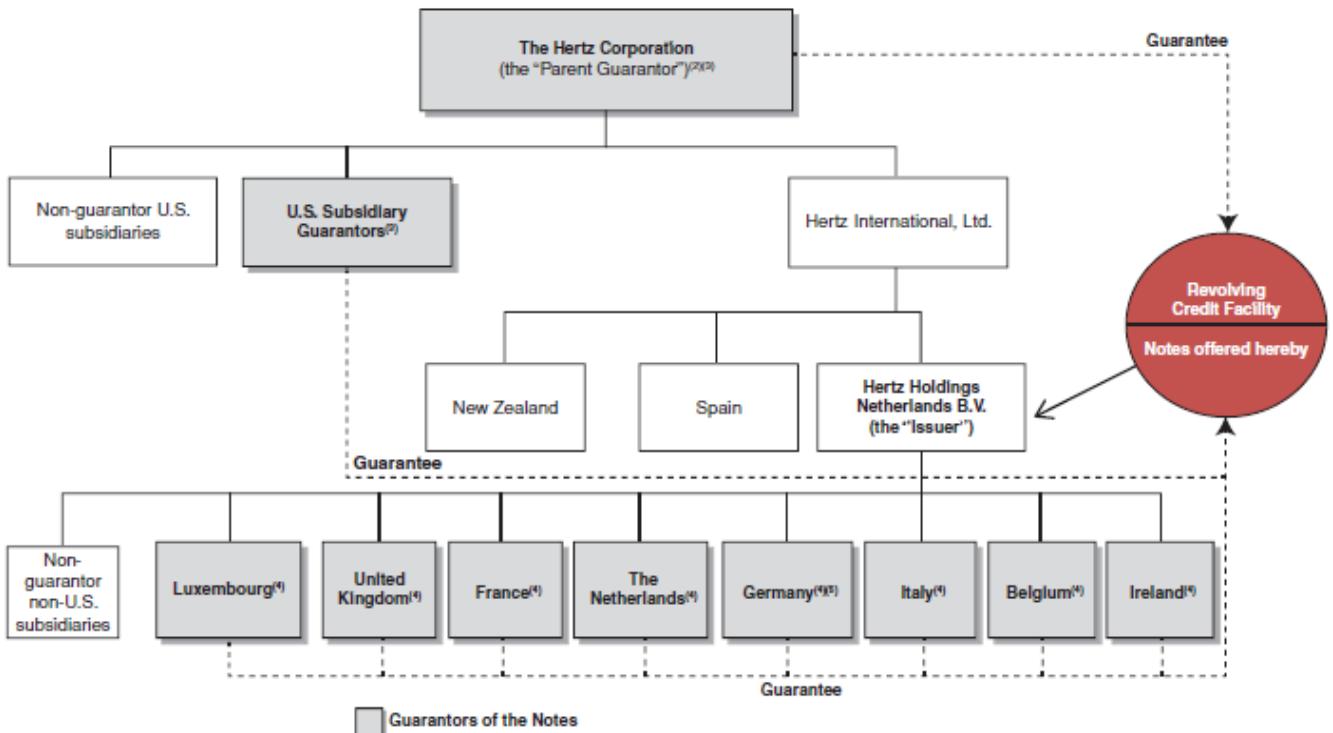 The Hertz Corporation
(the “Parent Guarantor”)(2)(3)
Guarantee
Non-guarantor U.S.
subsidiaries
U.S. Subsidiary
Guarantors(3)
Hertz International, Ltd.
Revolving
Credit Facility
Notes offered hereby
New Zealand
Spain
Hertz Holdings
Netherlands B.V.
(the “Issuer”)
Guarantee
Non-
guarantor
non-U.S.
subsidiaries
Luxembourg(4)
United
Kingdom(4)
France(4)
The
Netherlands(4)
Germany(4)(5)
Italy(4)
Belgium(4)
Ireland(4)
Guarantee
Guarantors of the Notes